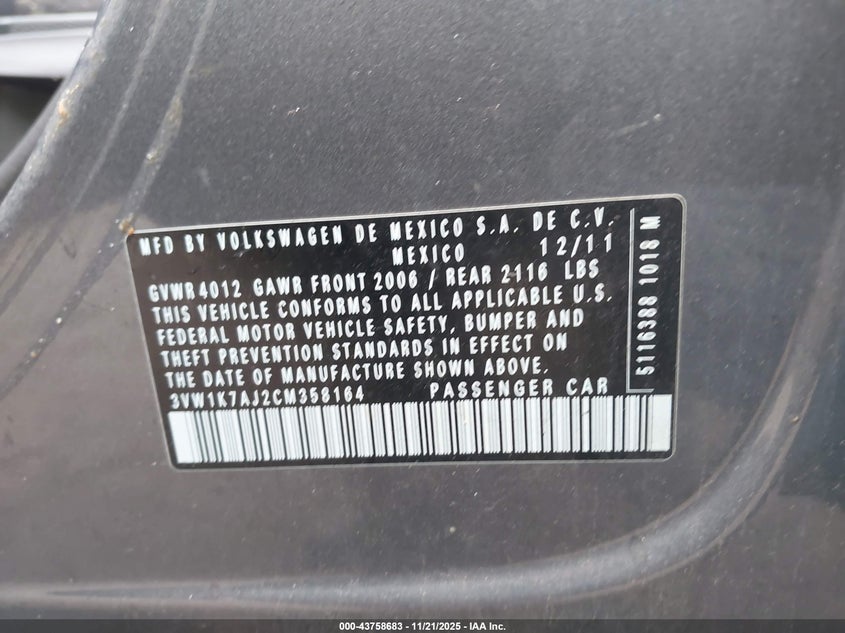 MFD BY VOLKSWAGEN DE MEXICO S.A. DE C.V.
MEXICO 12/11
GVWR 4012 GAWR FRONT 2006 / REAR 2116 LBS
THIS VEHICLE CONFORMS TO ALL APPLICABLE U.S.
FEDERAL MOTOR VEHICLE SAFETY, BUMPER AND
THEFT PREVENTION STANDARDS IN EFFECT ON
THE DATE OF MANUFACTURE SHOWN ABOVE.
3VW1K7AJ2CM358164 PASSENGER CAR
5116388 1018 M
000-43758683 - 11/21/2025 - IAA Inc.